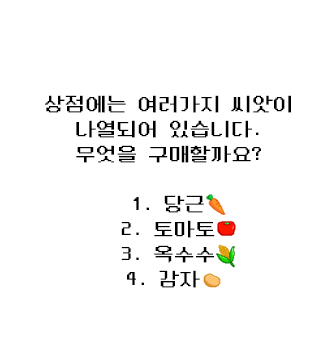 상점에는 여러가지 씨앗이
나열되어 있습니다.
무엇을 구매할까요?
1. 당근🥕
2. 토마토🍅
3. 옥수수🌽
4. 감자🥔